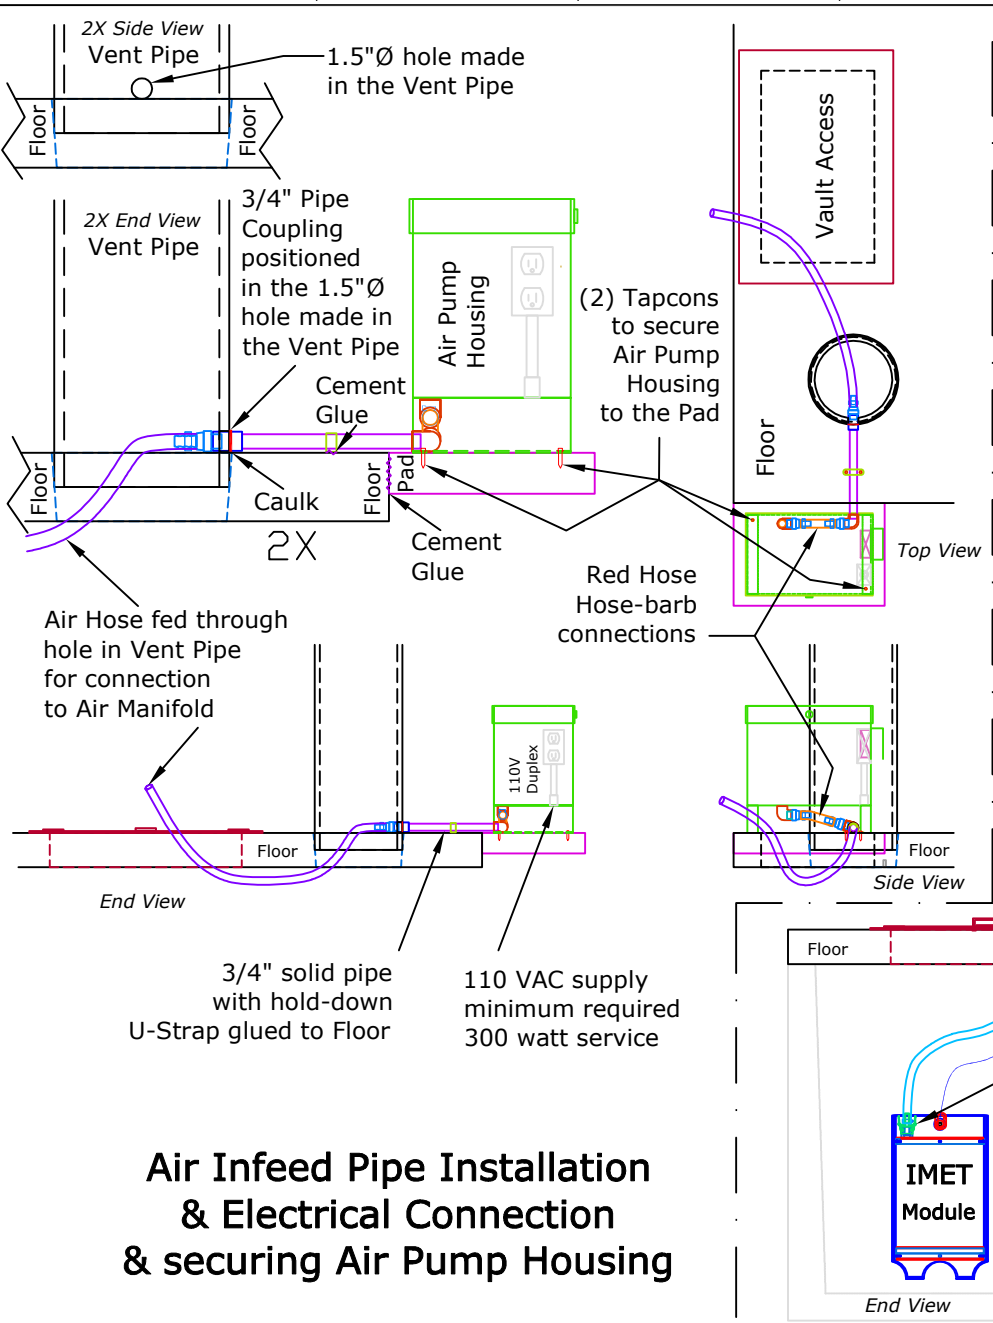 2X Side View
Vent Pipe
1.5"Ø hole made
in the Vent Pipe
Floor
Floor
2X End View
Vent Pipe
3/4" Pipe
Coupling
positioned
in the 1.5"Ø
hole made in
the Vent Pipe
Cement
Glue
Air Pump
Housing
(2) Tapcons
to secure
Air Pump
Housing
to the Pad
Vault Access
Floor
Floor
Caulk
Floor
Pad
2X
Cement
Glue
Top View
Red Hose
Hose-barb
connections
Air Hose fed through
hole in Vent Pipe
for connection
to Air Manifold
110V
Duplex
Floor
End View
Floor
Side View
3/4" solid pipe
with hold-down
U-Strap glued to Floor
110 VAC supply
minimum required
300 watt service
Floor
IMET
Module
End View
Air Infeed Pipe Installation
& Electrical Connection
& securing Air Pump Housing